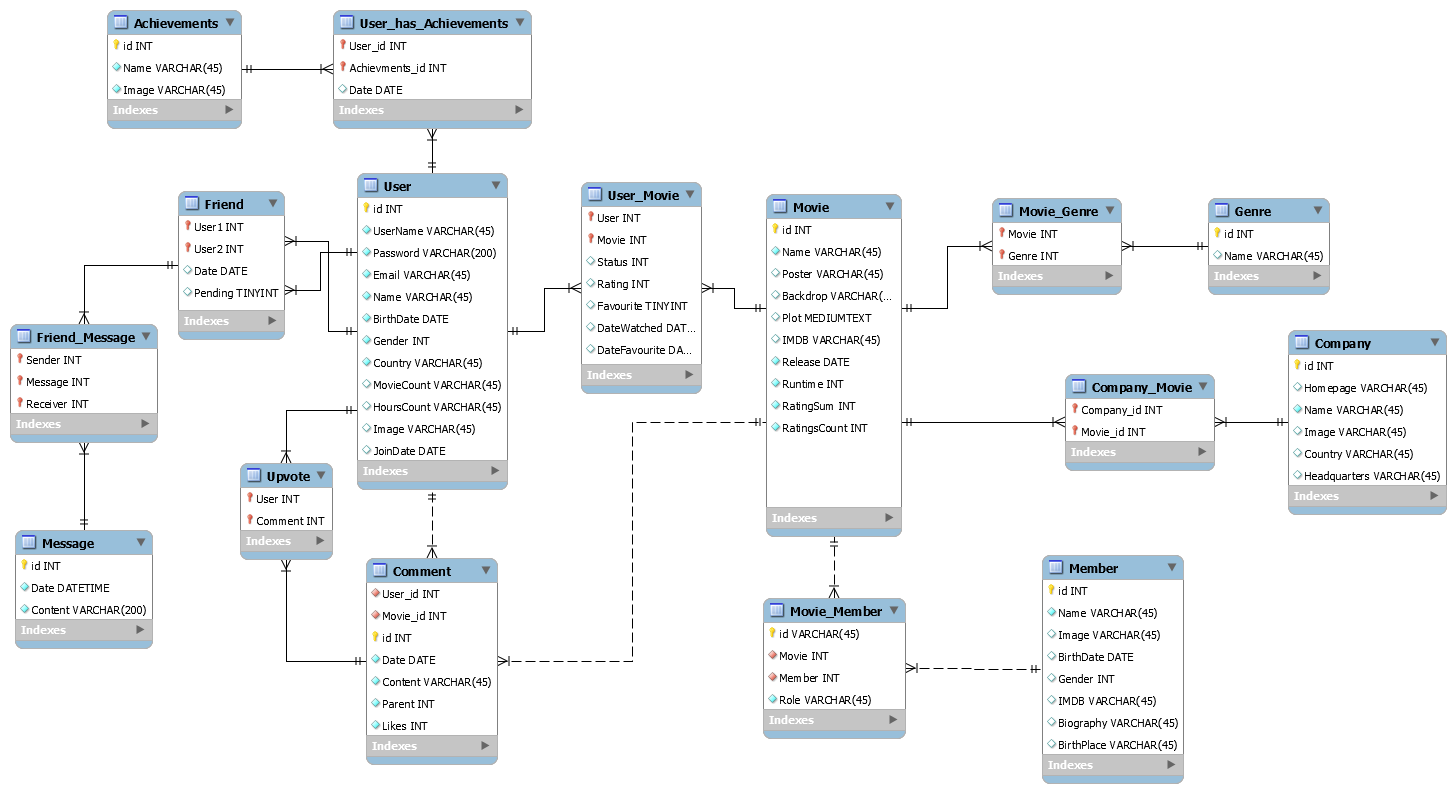 Achievements
id INT
Name VARCHAR(45)
Image VARCHAR(45)
Indexes
User_has_Achievements
User_id INT
Achievments_id INT
Date DATE
Indexes
Friend
User1 INT
User2 INT
Date DATE
Pending TINYINT
Indexes
User
id INT
UserName VARCHAR(45)
Password VARCHAR(200)
Email VARCHAR(45)
Name VARCHAR(45)
BirthDate DATE
Gender INT
Country VARCHAR(45)
MovieCount VARCHAR(45)
HoursCount VARCHAR(45)
Image VARCHAR(45)
JoinDate DATE
Indexes
User_Movie
User INT
Movie INT
Status INT
Rating INT
Favourite TINYINT
DateWatched DAT...
DateFavourite DA...
Indexes
Movie
id INT
Name VARCHAR(45)
Poster VARCHAR(45)
Backdrop VARCHAR(...
Plot MEDIUMTEXT
IMDB VARCHAR(45)
Release DATE
Runtime INT
RatingSum INT
RatingsCount INT
Indexes
Movie_Genre
Movie INT
Genre INT
Indexes
Genre
id INT
Name VARCHAR(45)
Indexes
Friend_Message
Sender INT
Message INT
Receiver INT
Indexes
Company_Movie
Company_id INT
Movie_id INT
Indexes
Company
id INT
Homepage VARCHAR(45)
Name VARCHAR(45)
Image VARCHAR(45)
Country VARCHAR(45)
Headquarters VARCHAR(45)
Indexes
Upvote
User INT
Comment INT
Indexes
Message
id INT
Date DATETIME
Content VARCHAR(200)
Indexes
Comment
User_id INT
Movie_id INT
id INT
Date DATE
Content VARCHAR(45)
Parent INT
Likes INT
Indexes
Movie_Member
id VARCHAR(45)
Movie INT
Member INT
Role VARCHAR(45)
Indexes
Member
id INT
Name VARCHAR(45)
Image VARCHAR(45)
BirthDate DATE
Gender INT
IMDB VARCHAR(45)
Biography VARCHAR(45)
BirthPlace VARCHAR(45)
Indexes